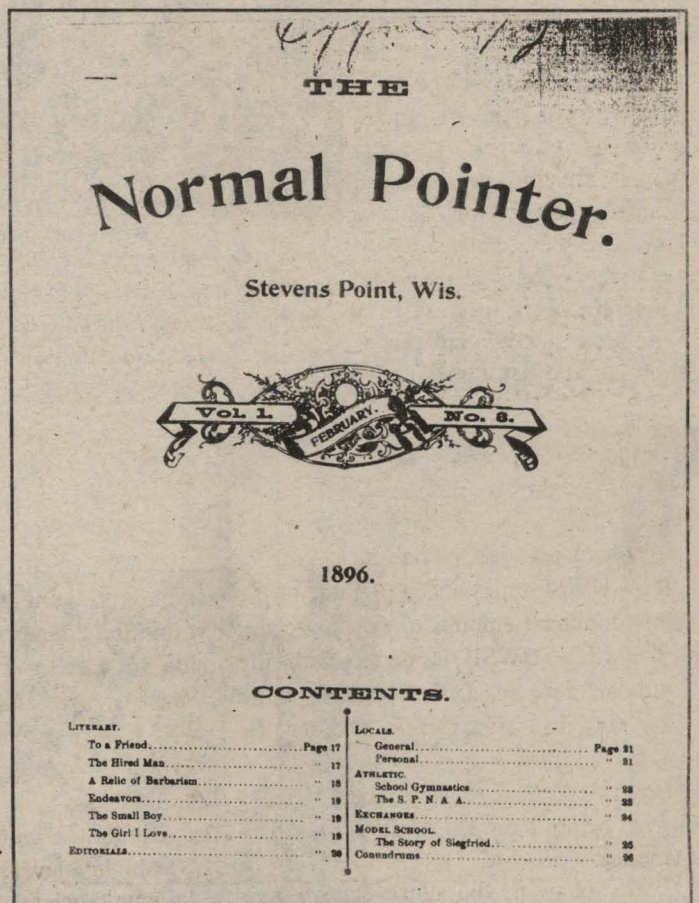 THE
Normal Pointer.
Stevens Point, Wis.
Vol. 1. FEBRUARY. No. 3.
1896.
CONTENTS.
LITERARY.
To a Friend Page 17
The Hired Man " 17
A Relic of Barbarism " 18
Endeavors " 19
The Small Boy " 19
The Girl I Love " 19
EDITORIALS " 20
LOCALS.
General Page 21
Personal " 21
ATHLETIC.
School Gymnastics " 23
The S. P. N. A A. " 23
EXCHANGES " 24
MODEL SCHOOL.
The Story of Siegfried " 25
Conundrums " 26